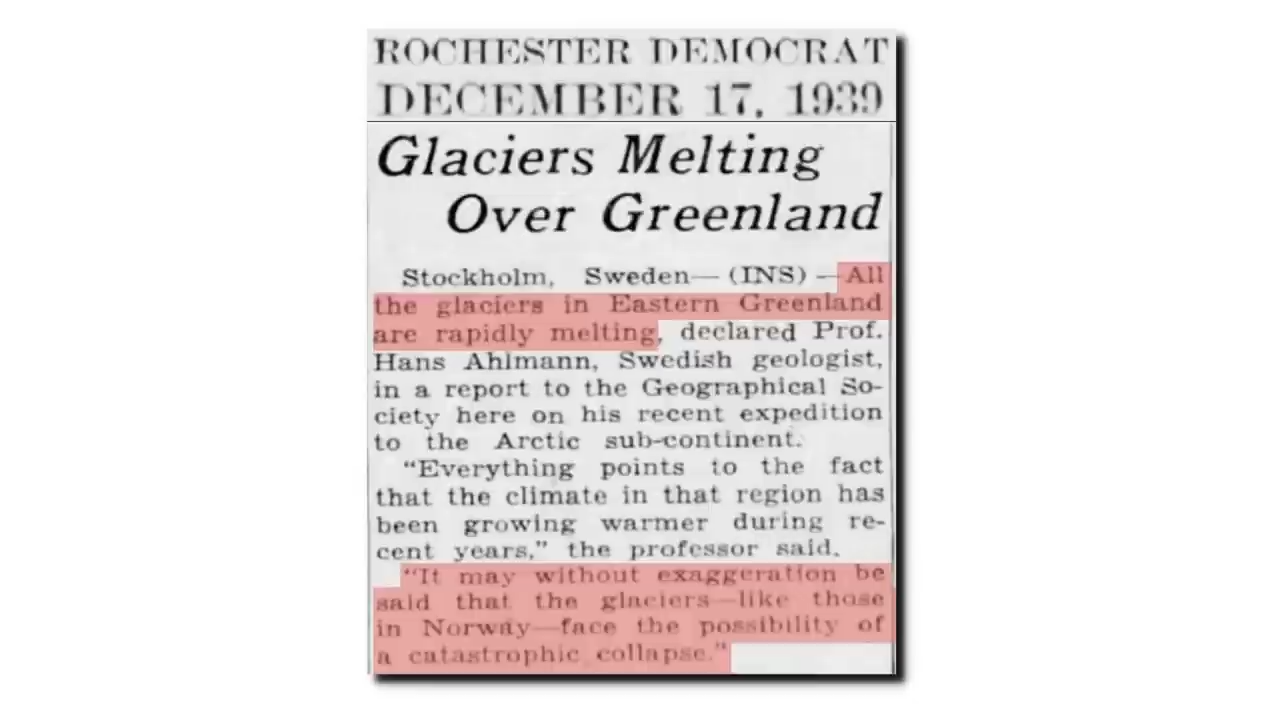 ROCHESTER DEMOCRAT
DECEMBER 17, 1939
Glaciers Melting
Over Greenland
Stockholm, Sweden—(INS)—All
the glaciers in Eastern Greenland
are rapidly melting, declared Prof.
Hans Ahlmann, Swedish geologist,
in a report to the Geographical So-
ciety here on his recent expedition
to the Arctic sub-continent.
"Everything points to the fact
that the climate in that region has
been growing warmer during re-
cent years," the professor said.
"It may without exaggeration be
said that the glaciers—like those
in Norway—face the possibility of
a catastrophic collapse."